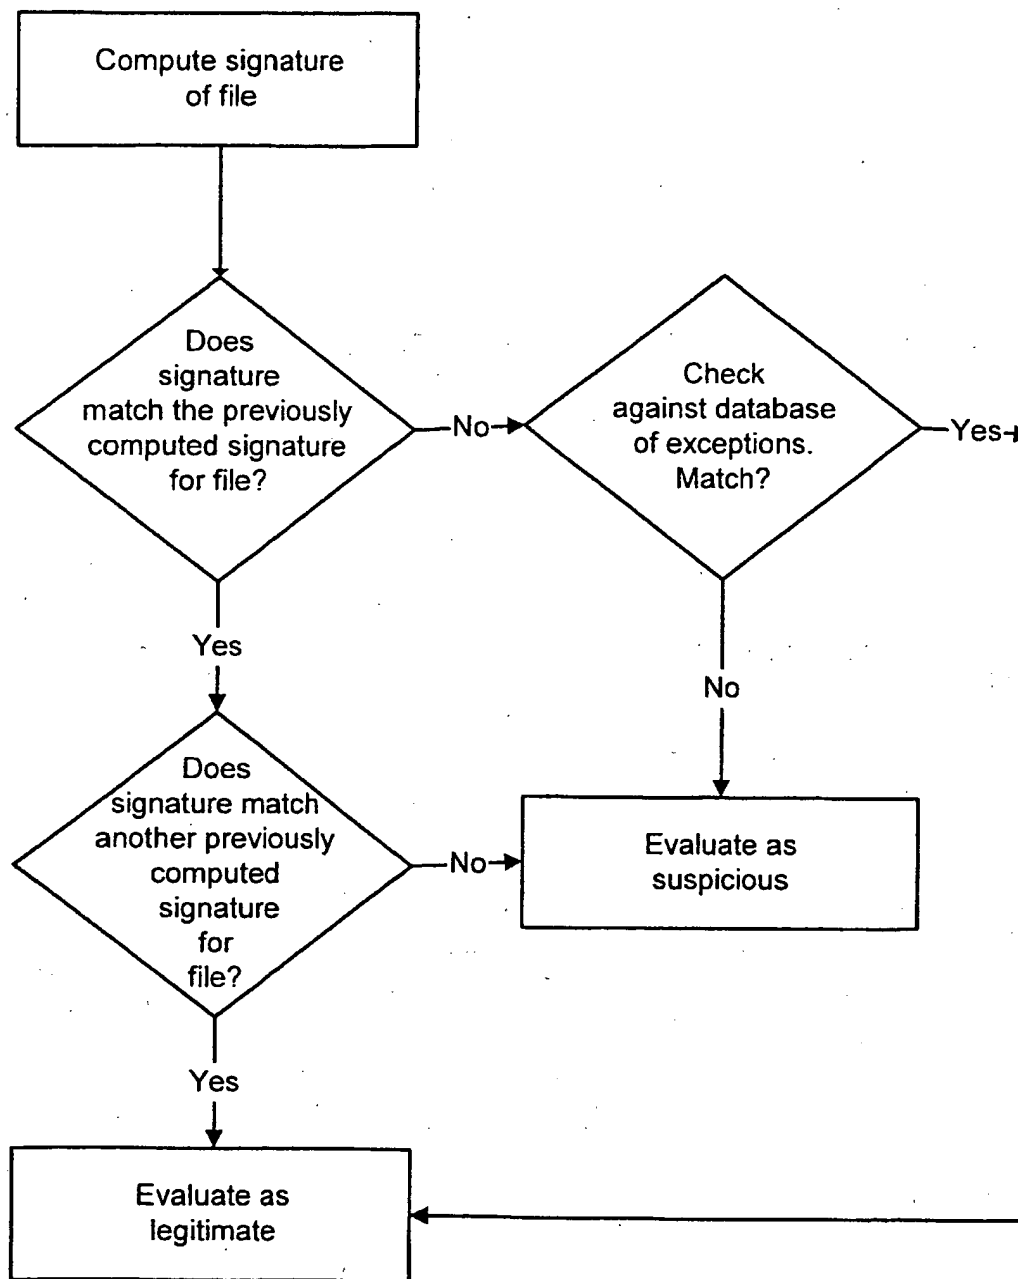 Compute signature
of file
Does
signature
match the previously
computed signature
for file?
No
Check
against database
of exceptions.
Match?
Yes
Yes
No
Does
signature match
another previously
computed
signature
for
file?
No
Evaluate as
suspicious
Yes
Evaluate as
legitimate